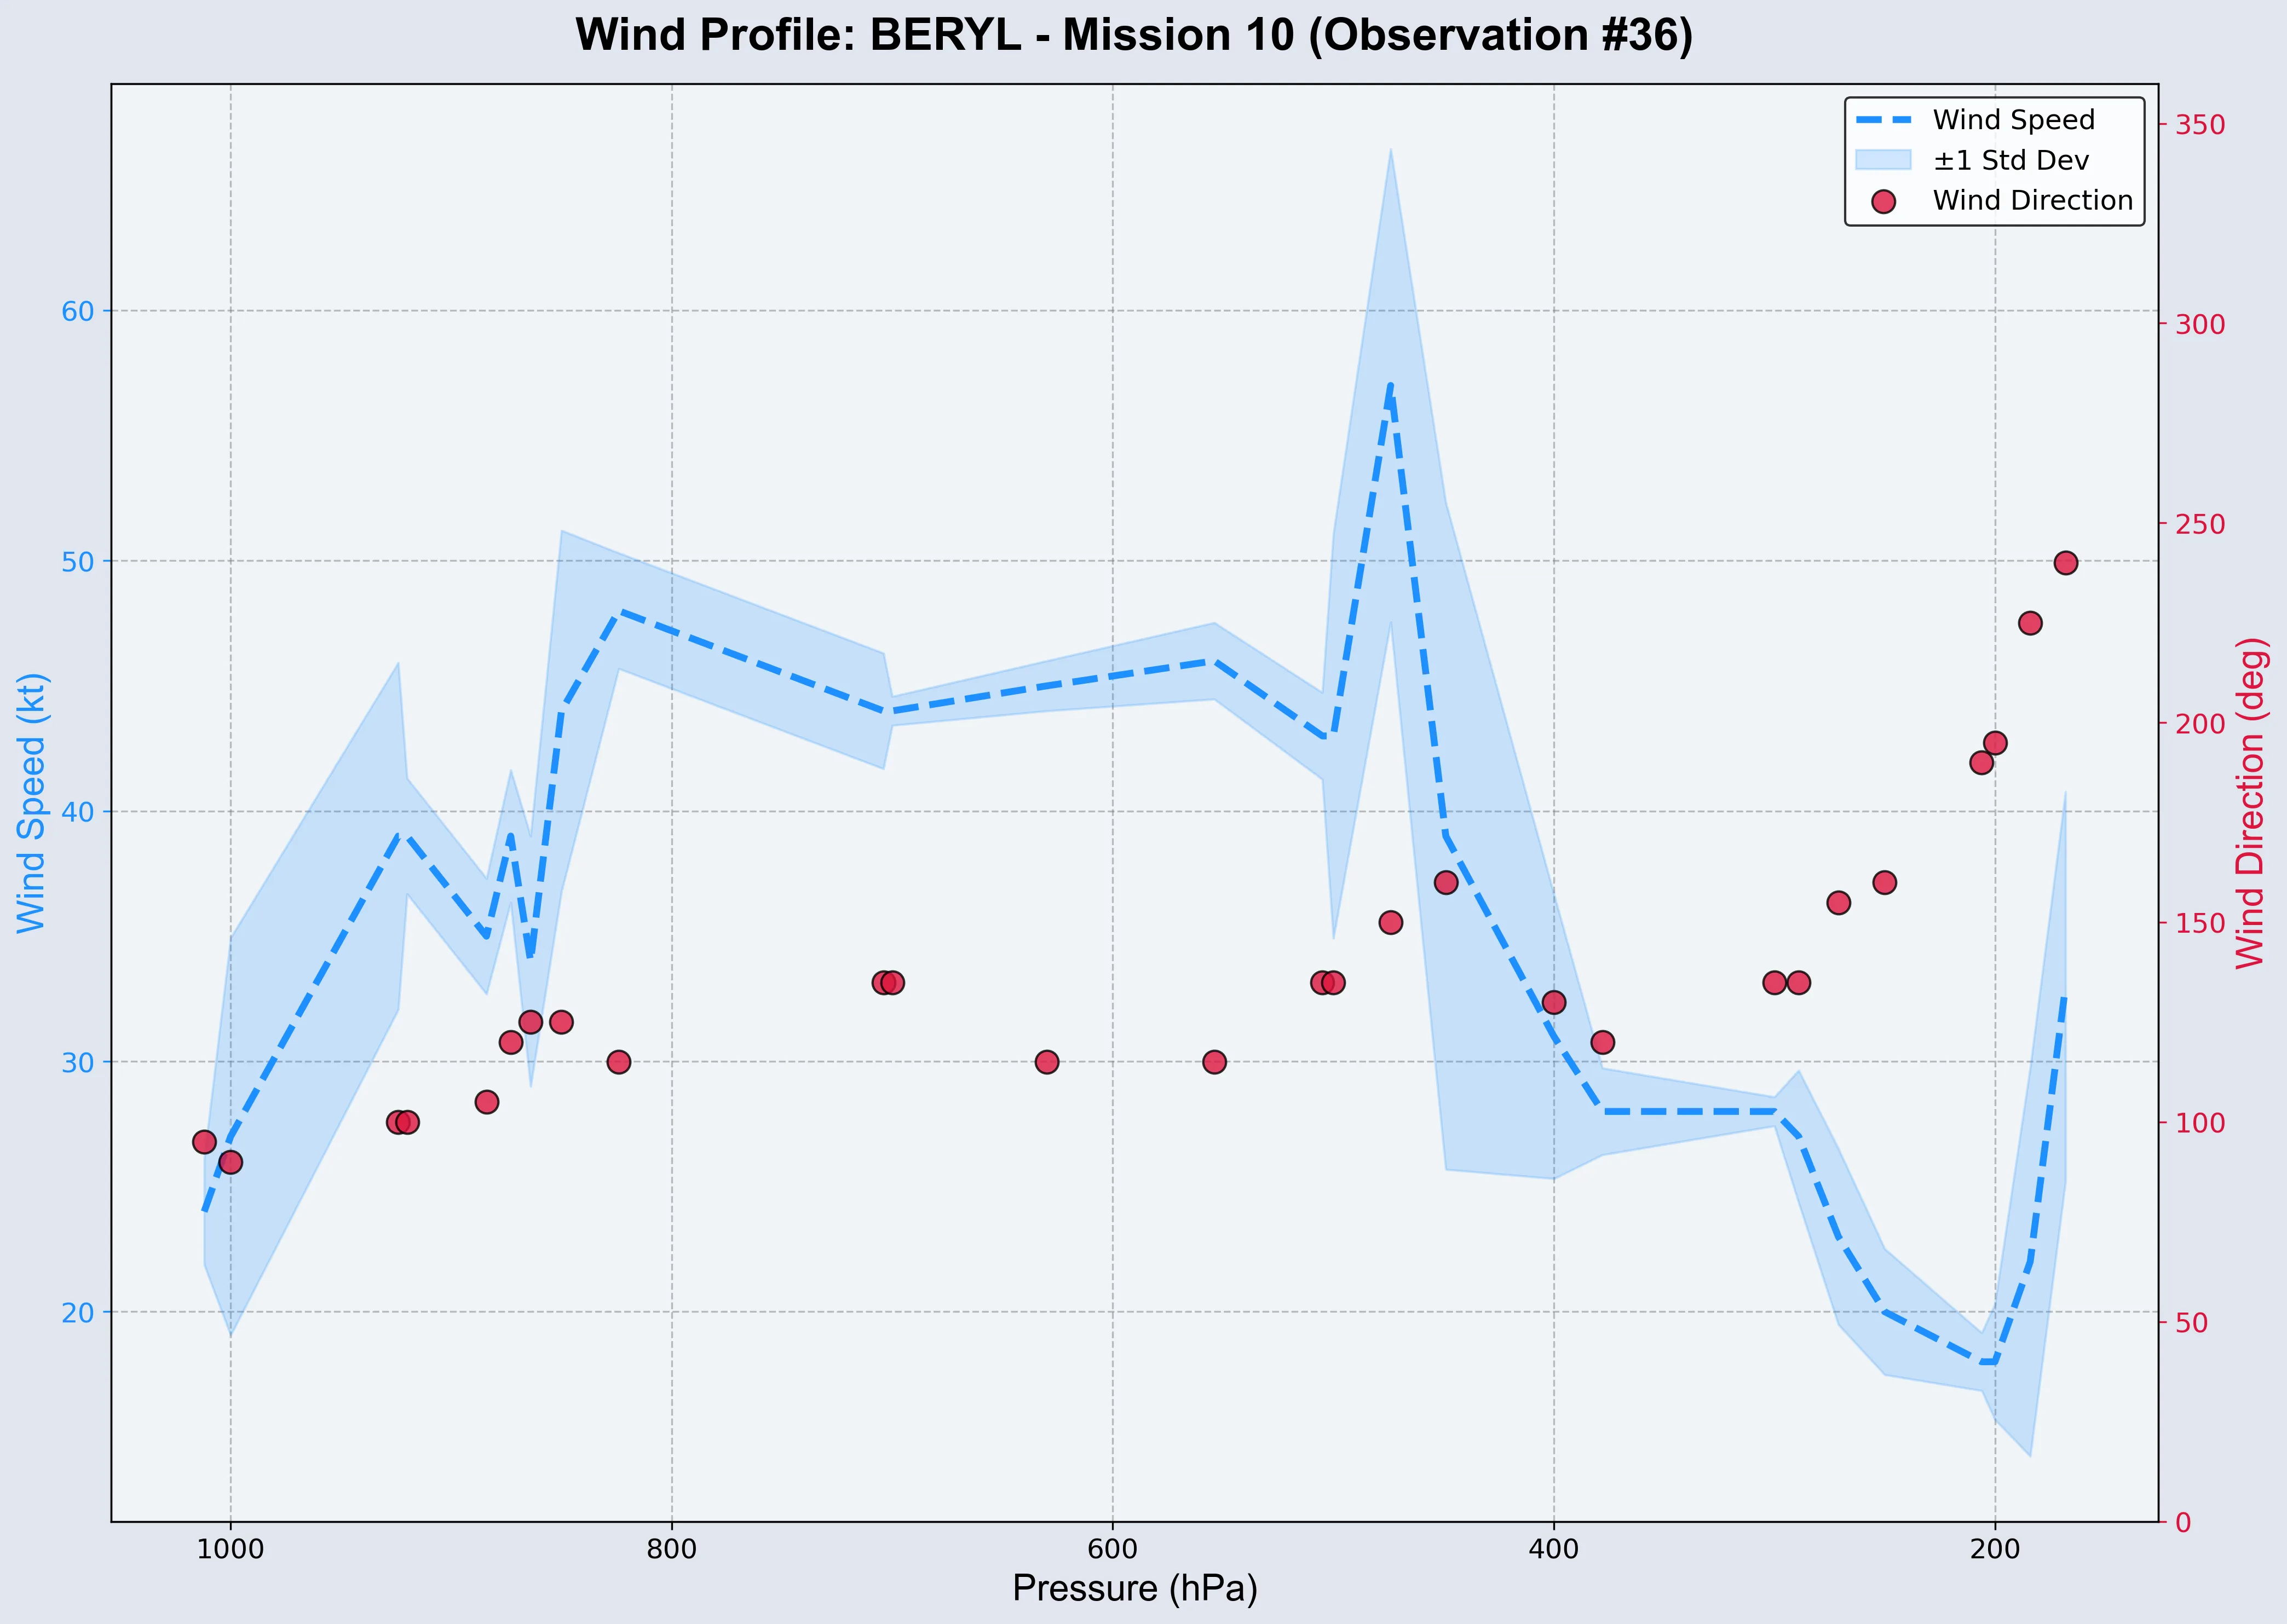 Wind Profile: BERYL - Mission 10 (Observation #36)
Wind Speed
±1 Std Dev
Wind Direction
Wind Speed (kt)
60
50
40
30
20
350
300
250
200
150
100
50
0
Wind Direction (deg)
1000 800 600 400 200
Pressure (hPa)